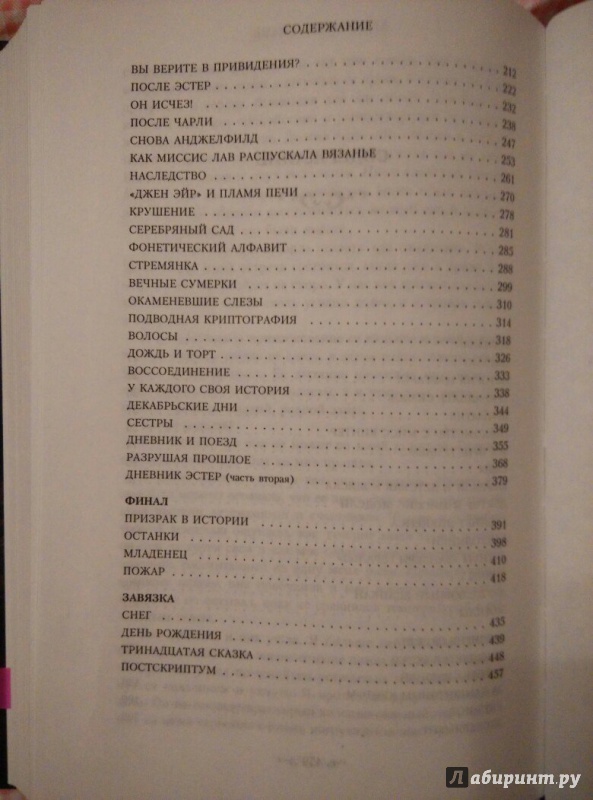 СОДЕРЖАНИЕ
ВЫ ВЕРИТЕ В ПРИВИДЕНИЯ? 212
ПОСЛЕ ЭСТЕР 222
ОН ИСЧЕЗ! 232
ПОСЛЕ ЧАРЛИ 238
СНОВА АНДЖЕЛФИЛД 247
КАК МИССИС ЛАВ РАСПУСКАЛА ВЯЗАНЬЕ 253
НАСЛЕДСТВО 261
«ДЖЕН ЭЙР» И ПЛАМЯ ПЕЧИ 270
КРУШЕНИЕ 278
СЕРЕБРЯНЫЙ САД 281
ФОНЕТИЧЕСКИЙ АЛФАВИТ 285
СТРЕМЯНКА 288
ВЕЧНЫЕ СУМЕРКИ 299
ОКАМЕНЕВШИЕ СЛЕЗЫ 310
ПОДВОДНАЯ КРИПТОГРАФИЯ 314
ВОЛОСЫ 318
ДОЖДЬ И ТОРТ 326
ВОССОЕДИНЕНИЕ 333
У КАЖДОГО СВОЯ ИСТОРИЯ 338
ДЕКАБРЬСКИЕ ДНИ 344
СЕСТРЫ 349
ДНЕВНИК И ПОЕЗД 355
РАЗРУШАЯ ПРОШЛОЕ 368
ДНЕВНИК ЭСТЕР (часть вторая) 379
ФИНАЛ
ПРИЗРАК В ИСТОРИИ 391
ОСТАНКИ 398
МЛАДЕНЕЦ 410
ПОЖАР 418
ЗАВЯЗКА
СНЕГ 435
ДЕНЬ РОЖДЕНИЯ 439
ТРИНАДЦАТАЯ СКАЗКА 448
ПОСТСКРИПТУМ 457
Лабиринт.ру